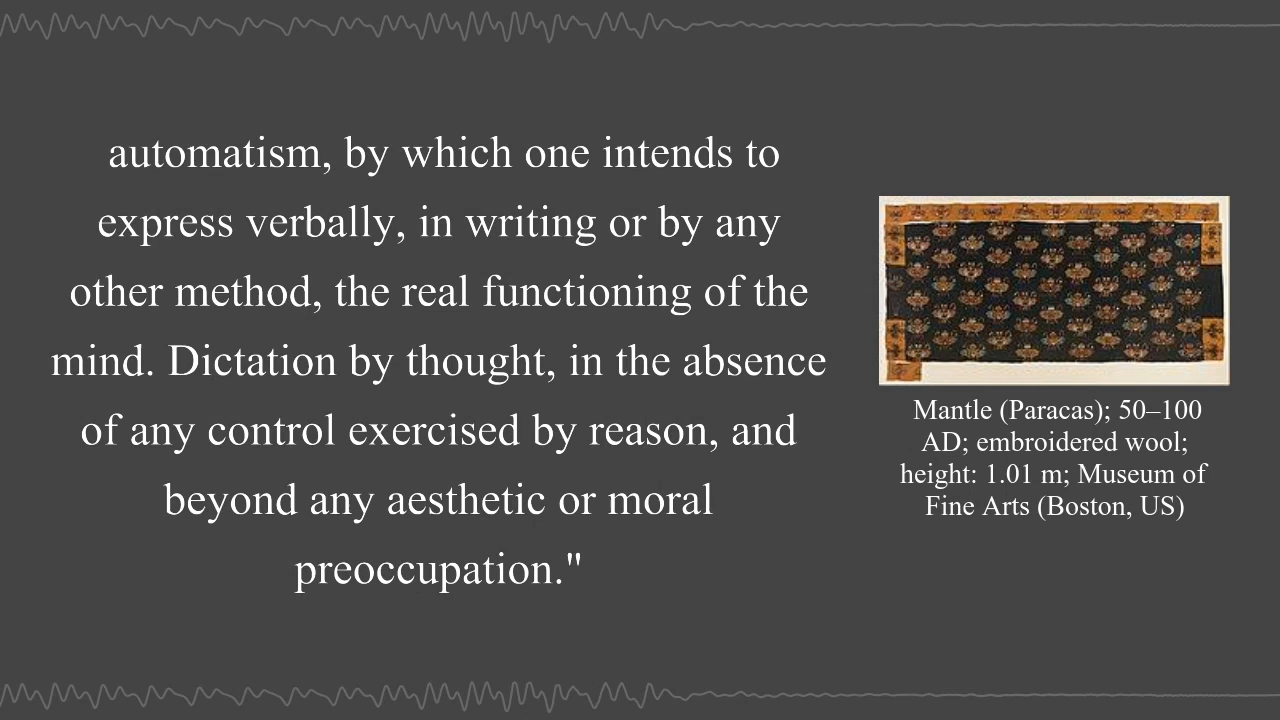 automatism, by which one intends to
express verbally, in writing or by any
other method, the real functioning of the
mind. Dictation by thought, in the absence
of any control exercised by reason, and
beyond any aesthetic or moral
preoccupation."
Mantle (Paracas); 50–100
AD; embroidered wool;
height: 1.01 m; Museum of
Fine Arts (Boston, US)